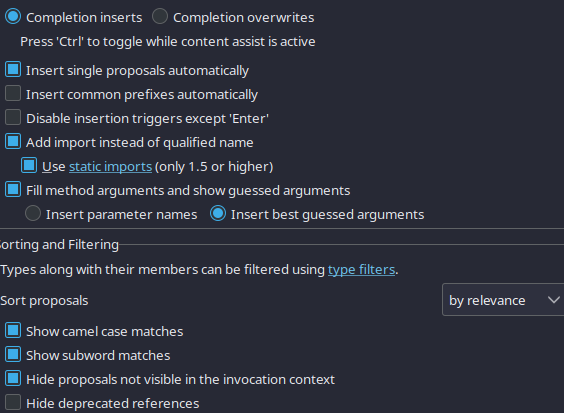 Completion inserts Completion overwrites
Press 'Ctrl' to toggle while content assist is active
Insert single proposals automatically
Insert common prefixes automatically
Disable insertion triggers except 'Enter'
Add import instead of qualified name
Use static imports (only 1.5 or higher)
Fill method arguments and show guessed arguments
Insert parameter names Insert best guessed arguments
Sorting and Filtering
Types along with their members can be filtered using type filters.
Sort proposals by relevance
Show camel case matches
Show subword matches
Hide proposals not visible in the invocation context
Hide deprecated references